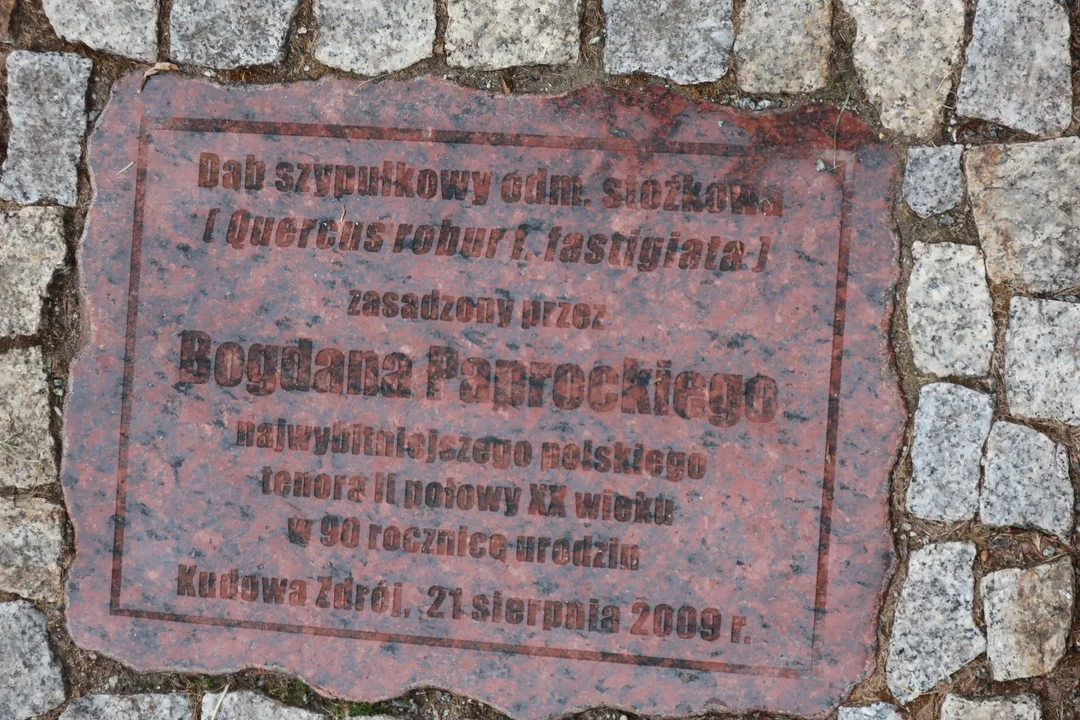 Dąb szypułkowy odm. stożkowa
( Quercus robur f. fastigiata )
zasadzony przez
Bogdana Paprockiego
najwybitniejszego polskiego
tenora II połowy XX wieku
w 90 rocznicę urodzin
Kudowa Zdrój, 21 sierpnia 2009 r.